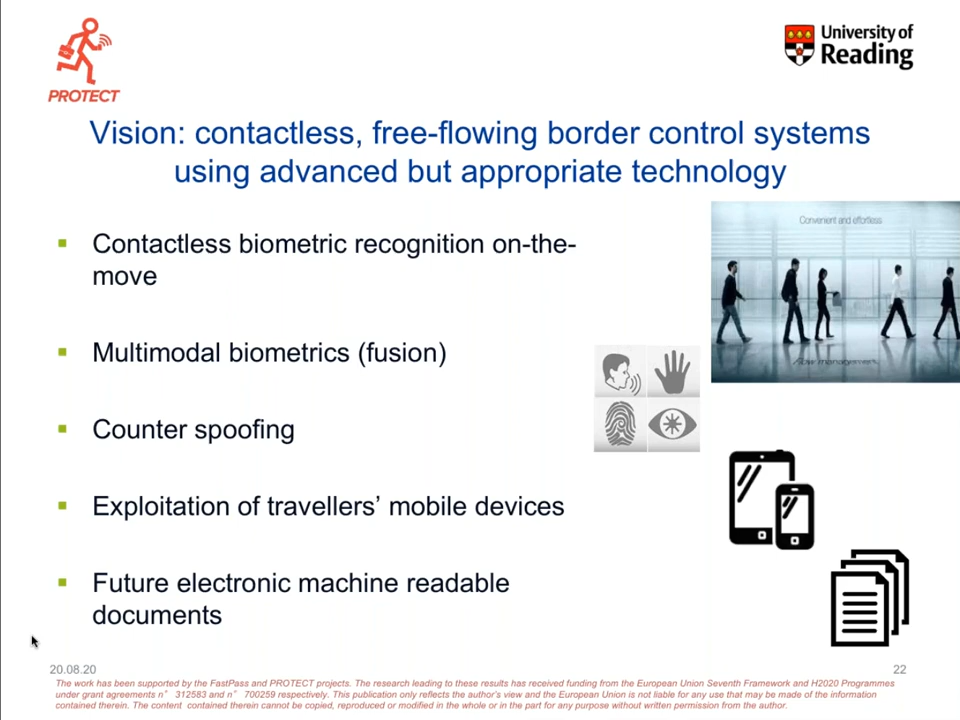 PROTECT
University of
Reading
Vision: contactless, free-flowing border control systems
using advanced but appropriate technology
Contactless biometric recognition on-the-
move
Multimodal biometrics (fusion)
Counter spoofing
Exploitation of travellers’ mobile devices
Future electronic machine readable
documents
Convenient and effortless
flow management
20.08.20
22
The work has been supported by the FastPass and PROTECT projects. The research leading to these results has received funding from the European Union Seventh Framework and H2020 Programmes
under grant agreements n° 312583 and n° 700259 respectively. This publication only reflects the author's view and the European Union is not liable for any use that may be made of the information
contained therein. The content contained therein cannot be copied, reproduced or modified in the whole or in the part for any purpose without written permission from the author.